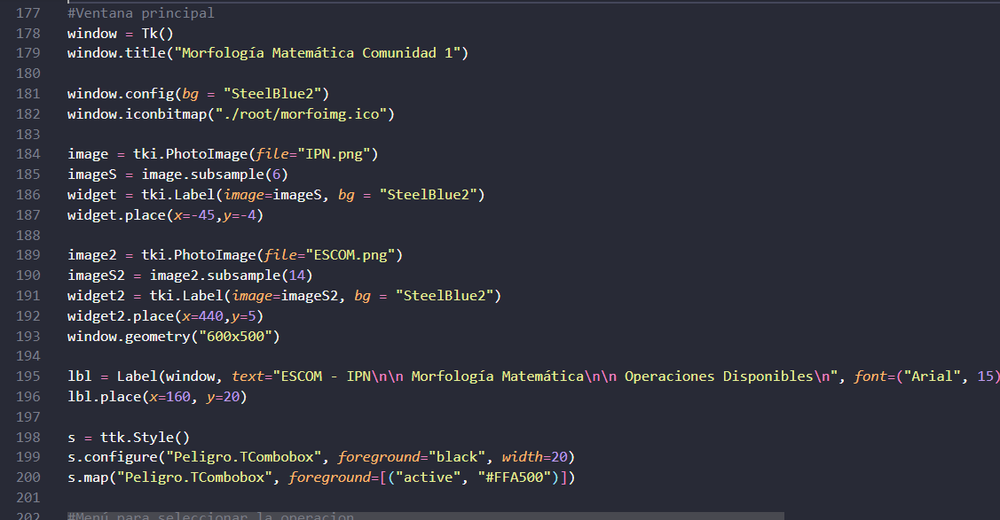 177 #Ventana principal
178 window = Tk()
179 window.title("Morfología Matemática Comunidad 1")
180
181 window.config(bg = "SteelBlue2")
182 window.iconbitmap("./root/morfoimg.ico")
183
184 image = tki.PhotoImage(file="IPN.png")
185 imageS = image.subsample(6)
186 widget = tki.Label(image=imageS, bg = "SteelBlue2")
187 widget.place(x=-45,y=-4)
188
189 image2 = tki.PhotoImage(file="ESCOM.png")
190 imageS2 = image2.subsample(14)
191 widget2 = tki.Label(image=imageS2, bg = "SteelBlue2")
192 widget2.place(x=440,y=5)
193 window.geometry("600x500")
194
195 lbl = Label(window, text="ESCOM - IPN\n\n Morfología Matemática\n\n Operaciones Disponibles\n", font=("Arial", 15)
196 lbl.place(x=160, y=20)
197
198 s = ttk.Style()
199 s.configure("Peligro.TCombobox", foreground="black", width=20)
200 s.map("Peligro.TCombobox", foreground=[("active", "#FFA500")])
201
202 #Menú para seleccionar la operacion